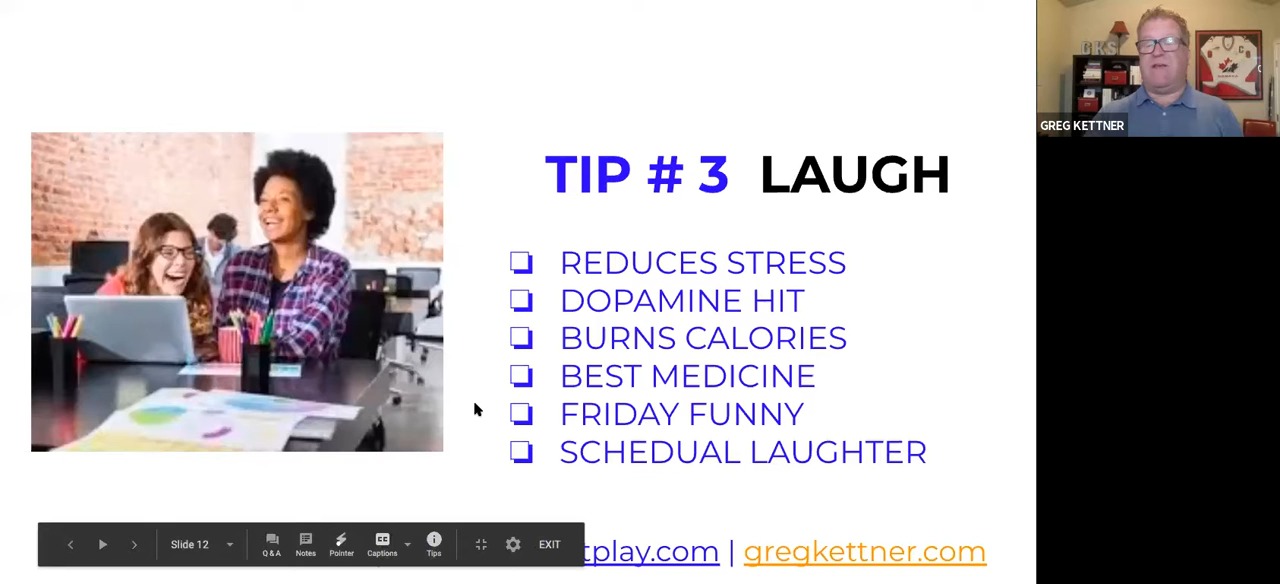 TIP # 3 LAUGH
❏ REDUCES STRESS
❏ DOPAMINE HIT
❏ BURNS CALORIES
❏ BEST MEDICINE
❏ FRIDAY FUNNY
❏ SCHEDUAL LAUGHTER
tplay.com | gregkettner.com
Slide 12
Q & A
Notes
Pointer
Captions
Tips
EXIT
GKS
GREG KETTNER